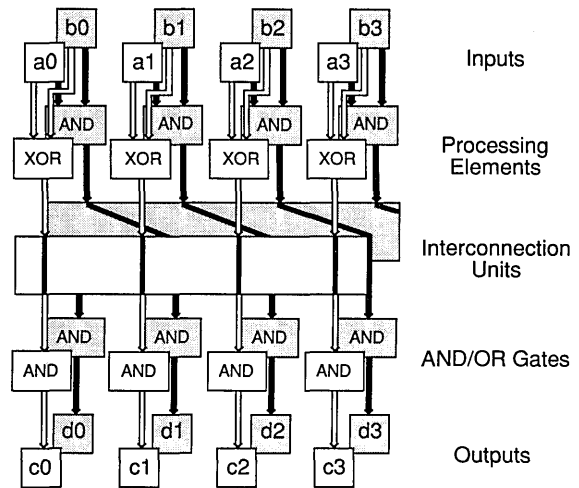 b0 b1 b2 b3
a0 a1 a2 a3 Inputs
AND AND AND AND
XOR XOR XOR XOR
Processing
Elements
Interconnection
Units
AND AND AND AND
AND AND AND AND
AND/OR Gates
d0 d1 d2 d3
c0 c1 c2 c3
Outputs